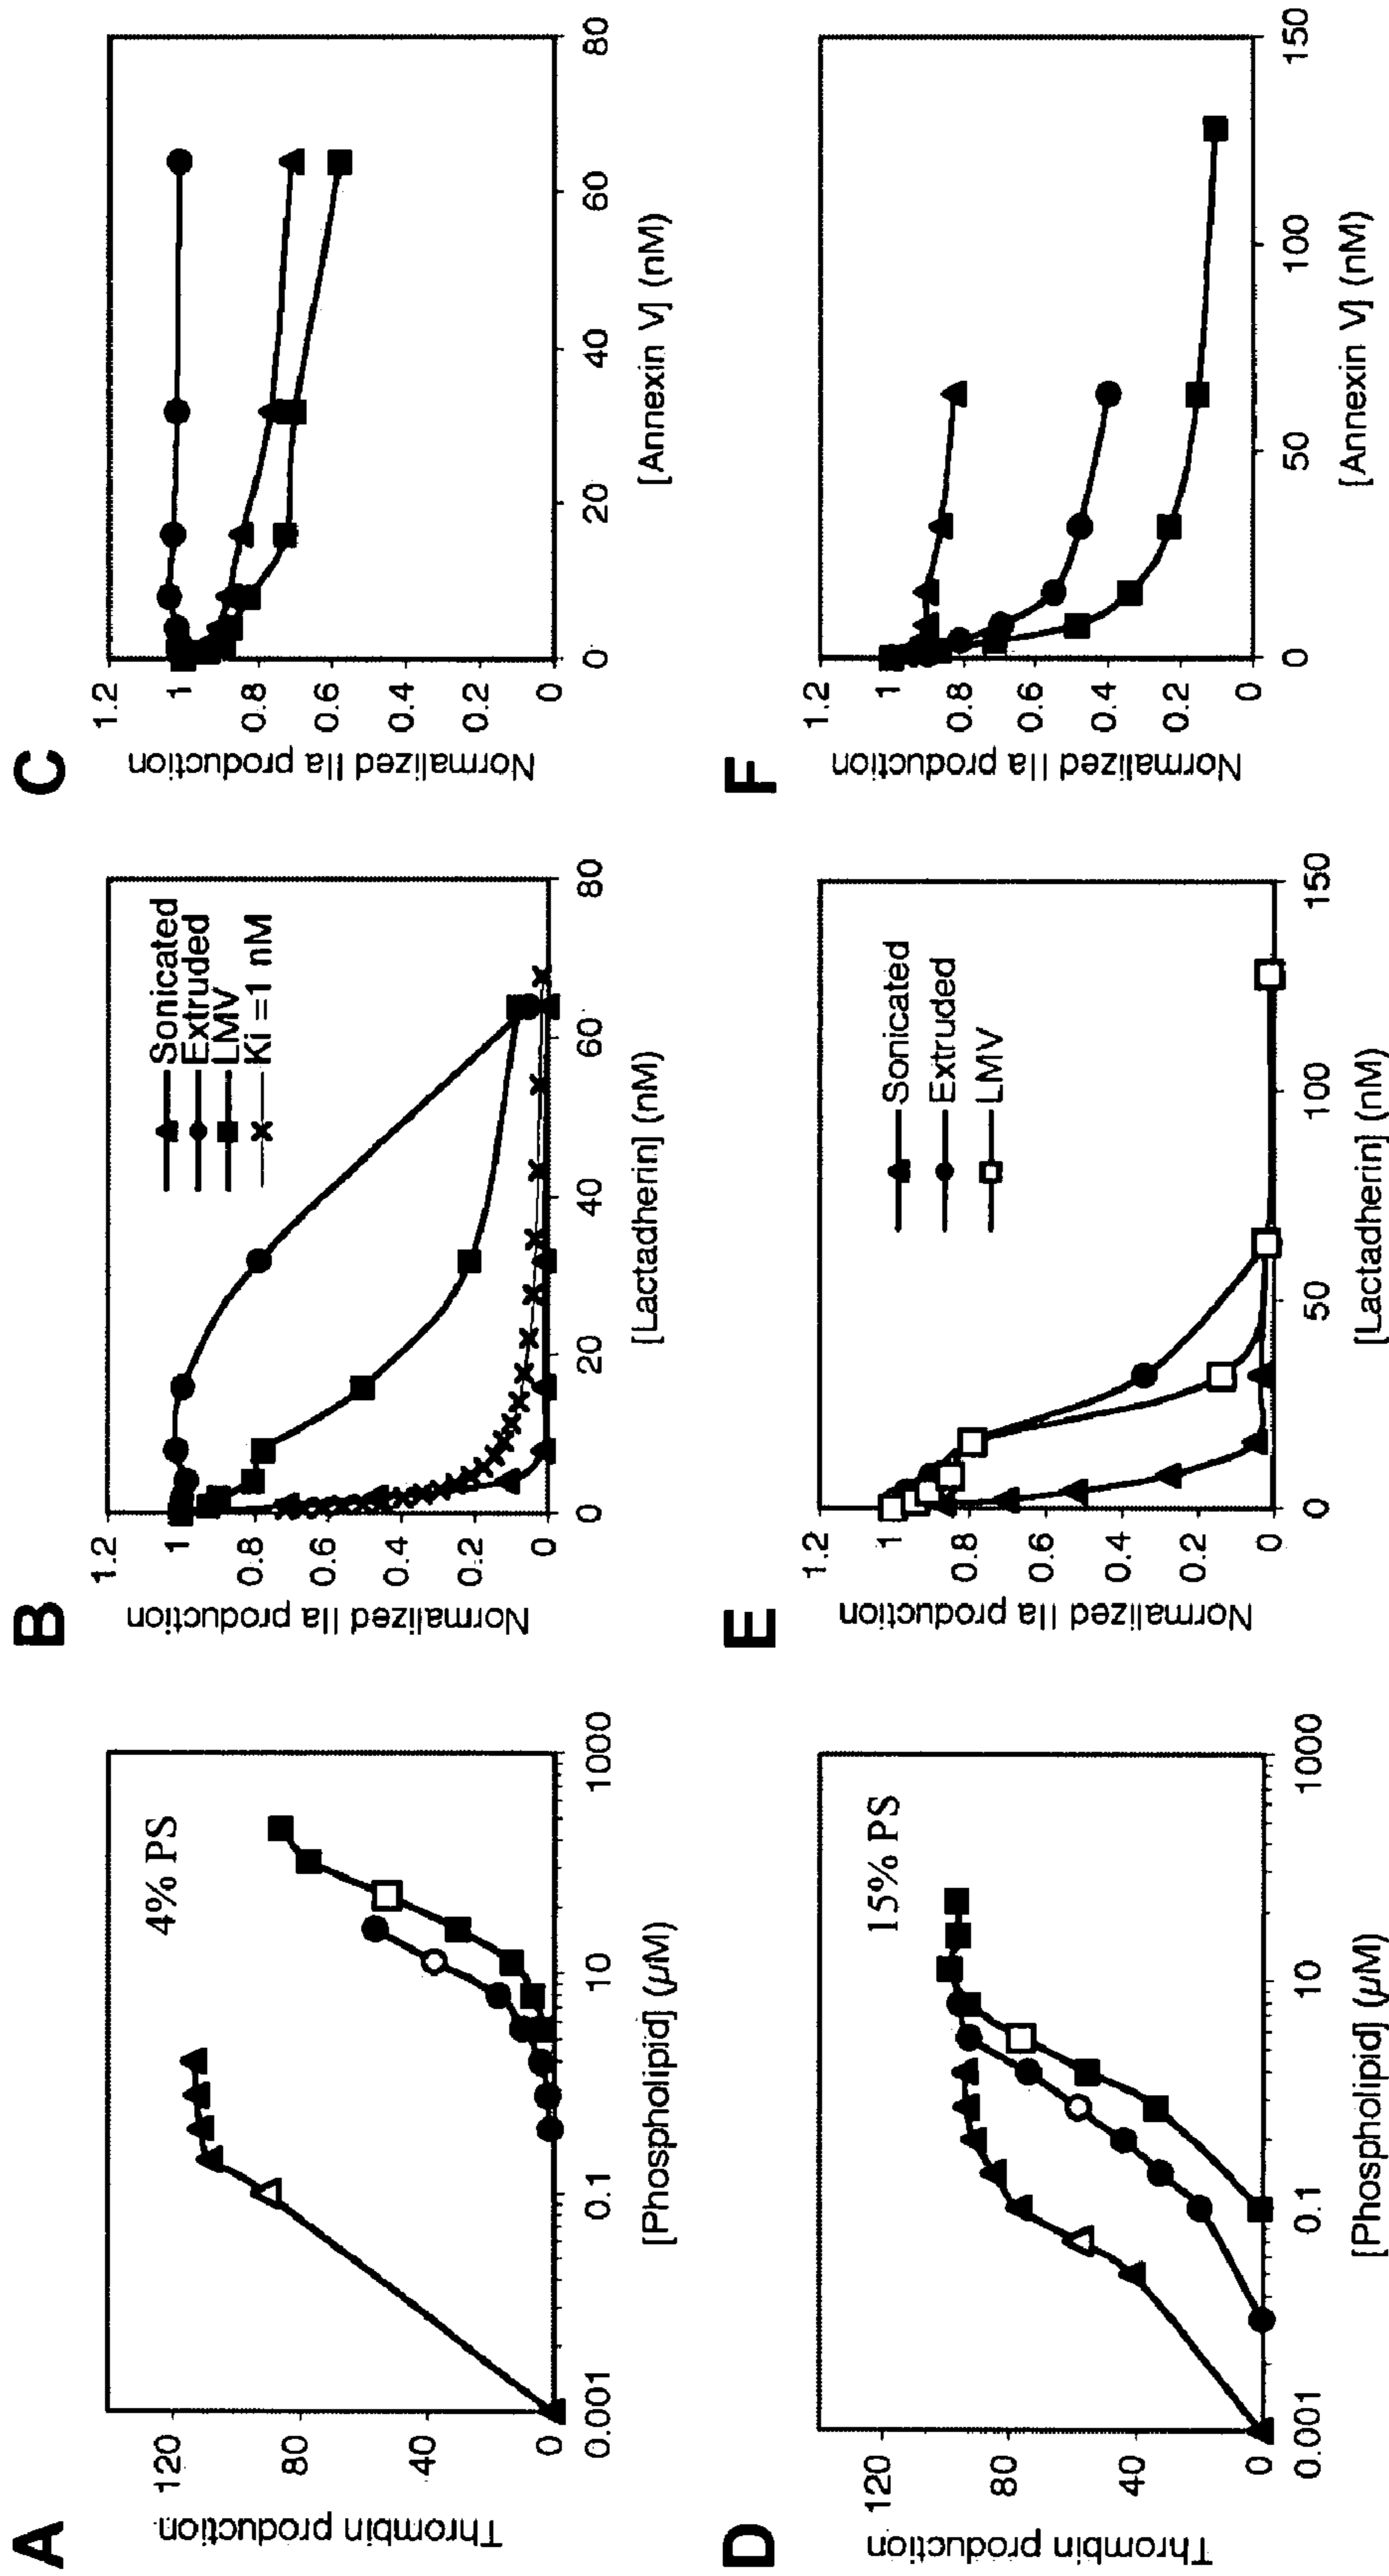 A
Thrombin production
120
80
40
0
0.001
0.1
10
1000
[Phospholipid] (µM)
4% PS
B
Normalized IIa production
1.2
1
0.8
0.6
0.4
0.2
0
0
20
40
60
80
[Lactadherin] (nM)
Sonicated
Extruded
LMV
Ki =1 nM
C
Normalized IIa production
1.2
1
0.8
0.6
0.4
0.2
0
0
20
40
60
80
[Annexin V] (nM)
D
Thrombin production
120
80
40
0
0.001
0.1
10
1000
[Phospholipid] (µM)
15% PS
E
Normalized IIa production
1.2
1
0.8
0.6
0.4
0.2
0
0
50
100
150
[Lactadherin] (nM)
Sonicated
Extruded
LMV
F
Normalized IIa production
1.2
1
0.8
0.6
0.4
0.2
0
0
50
100
150
[Annexin V] (nM)